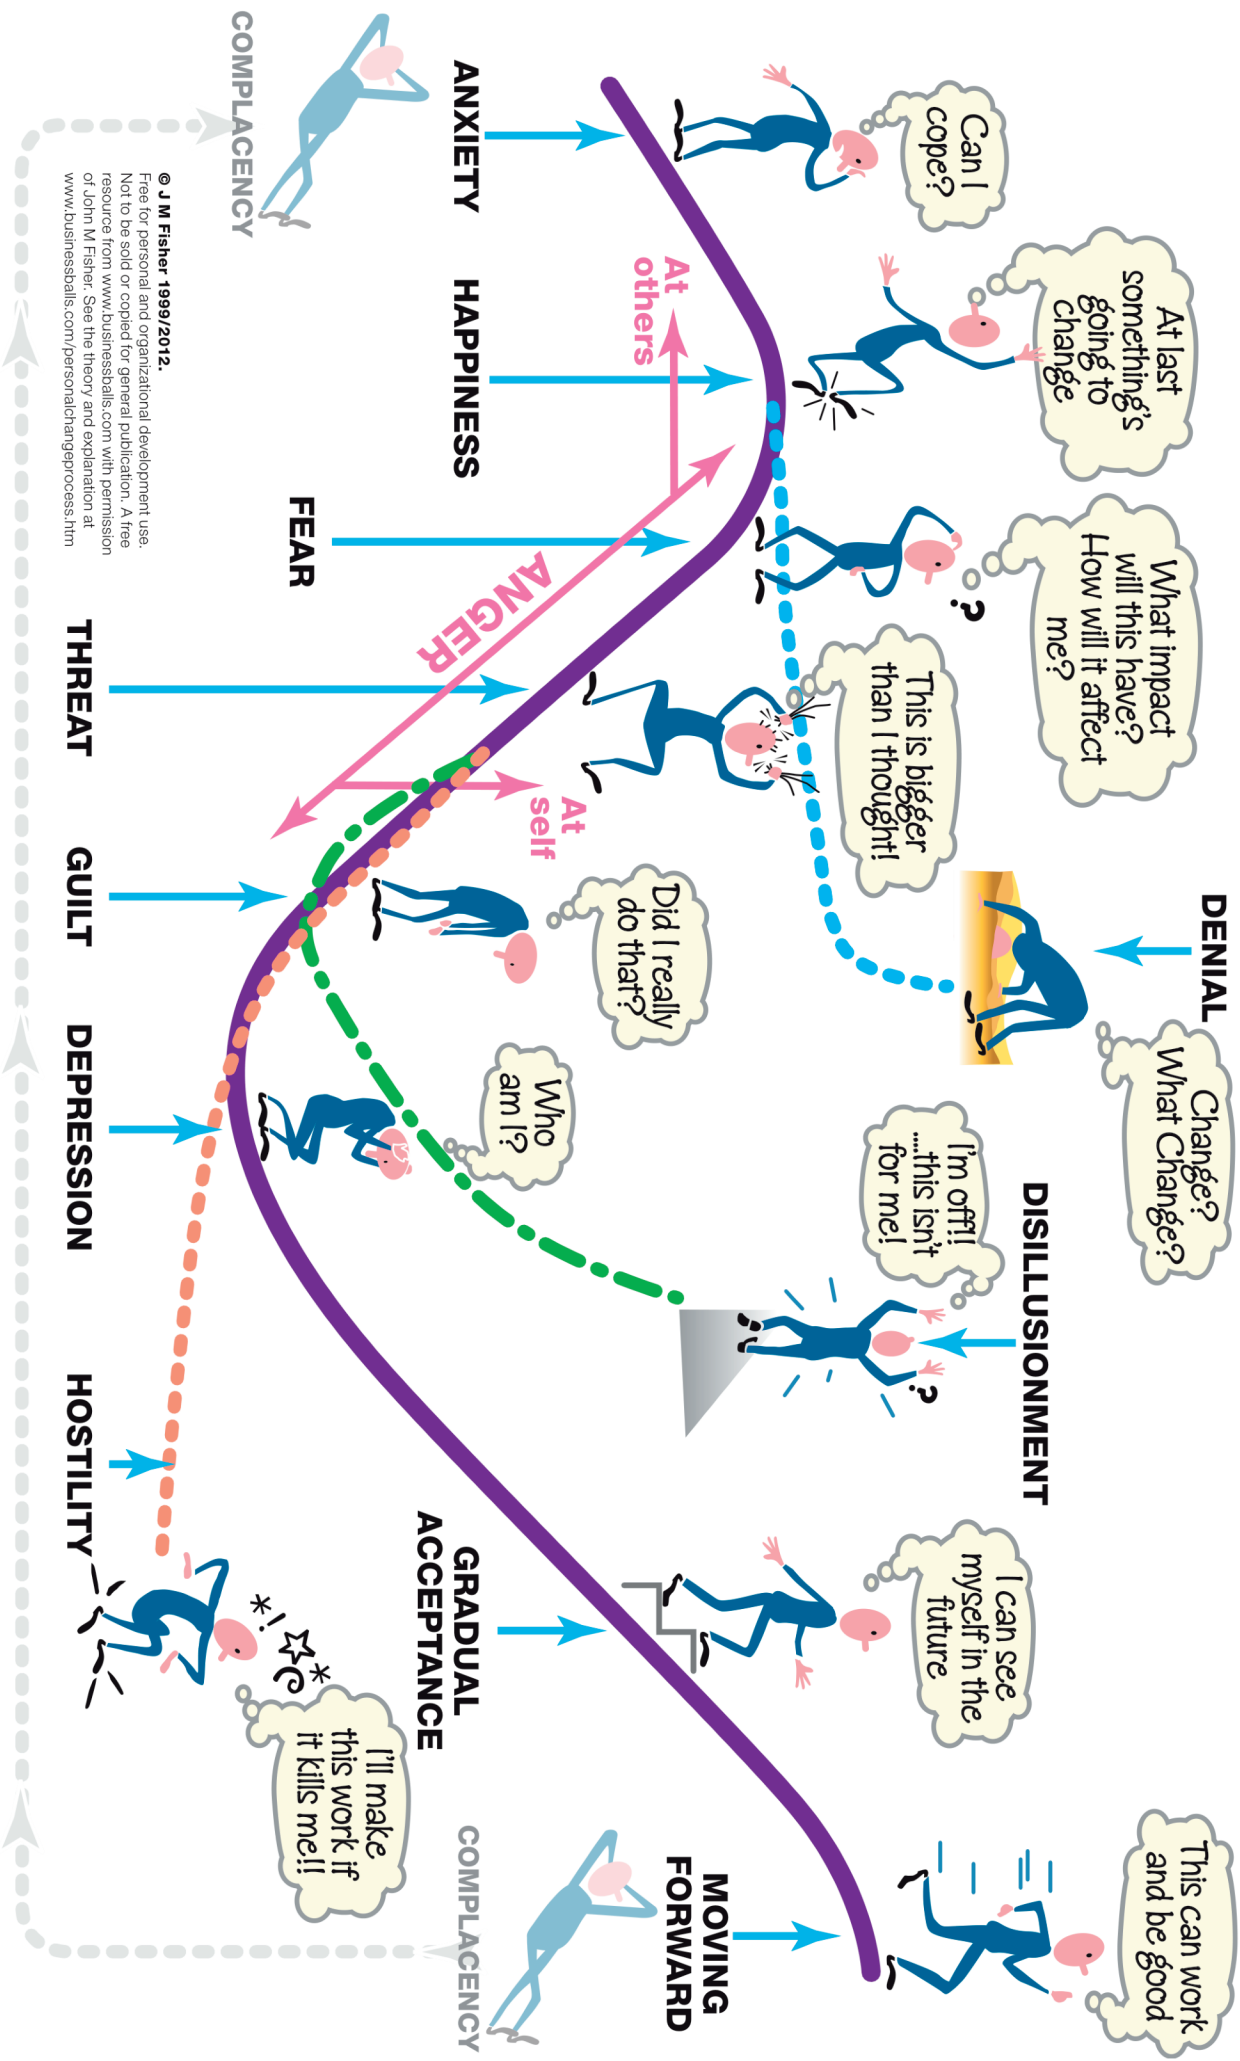 Can I
cope?
At last
something's
going to
change
What impact
will this have?
How will it affect
me?
?
This is bigger
than I thought!
DENIAL
Change?
What Change?
Did I really
do that?
Who
am I?
DISILLUSIONMENT
I'm off!!
....this isn't
for me!
?
I can see
myself in the
future
This can work
and be good
At
others
ANGER
At
self
ANXIETY
HAPPINESS
FEAR
THREAT
GUILT
DEPRESSION
HOSTILITY
*!
*
I'll make
this work if
it kills me!!
GRADUAL
ACCEPTANCE
MOVING
FORWARD
COMPLACENCY
COMPLACENCY
© J M Fisher 1999/2012.
Free for personal and organizational development use.
Not to be sold or copied for general publication. A free
resource from www.businessballs.com with permission
of John M Fisher. See the theory and explanation at
www.businessballs.com/personalchangeprocess.htm